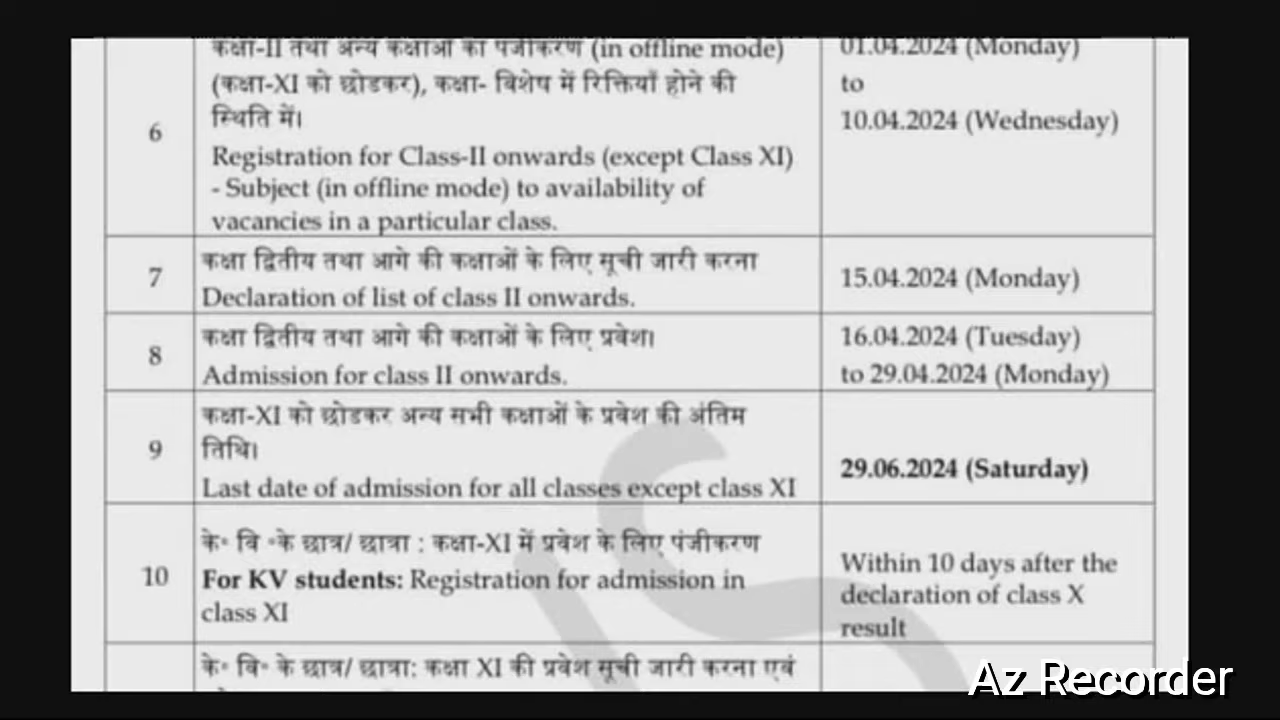 6
कक्षा-II तथा अन्य कक्षाओं का पंजीकरण (in offline mode)
(कक्षा-XI को छोडकर), कक्षा- विशेष में रिक्तियाँ होने की
स्थिति में।
Registration for Class-II onwards (except Class XI)
- Subject (in offline mode) to availability of
vacancies in a particular class.
01.04.2024 (Monday)
to
10.04.2024 (Wednesday)
7
कक्षा द्वितीय तथा आगे की कक्षाओं के लिए सूची जारी करना
Declaration of list of class II onwards.
15.04.2024 (Monday)
8
कक्षा द्वितीय तथा आगे की कक्षाओं के लिए प्रवेश।
Admission for class II onwards.
16.04.2024 (Tuesday)
to 29.04.2024 (Monday)
9
कक्षा-XI को छोडकर अन्य सभी कक्षाओं के प्रवेश की अंतिम
तिथि।
Last date of admission for all classes except class XI
29.06.2024 (Saturday)
10
के॰ वि ॰के छात्र/ छात्रा : कक्षा-XI में प्रवेश के लिए पंजीकरण
For KV students: Registration for admission in
class XI
Within 10 days after the
declaration of class X
result
के॰ वि॰ के छात्र/ छात्रा: कक्षा XI की प्रवेश सूची जारी करना एवं
Az Recorder